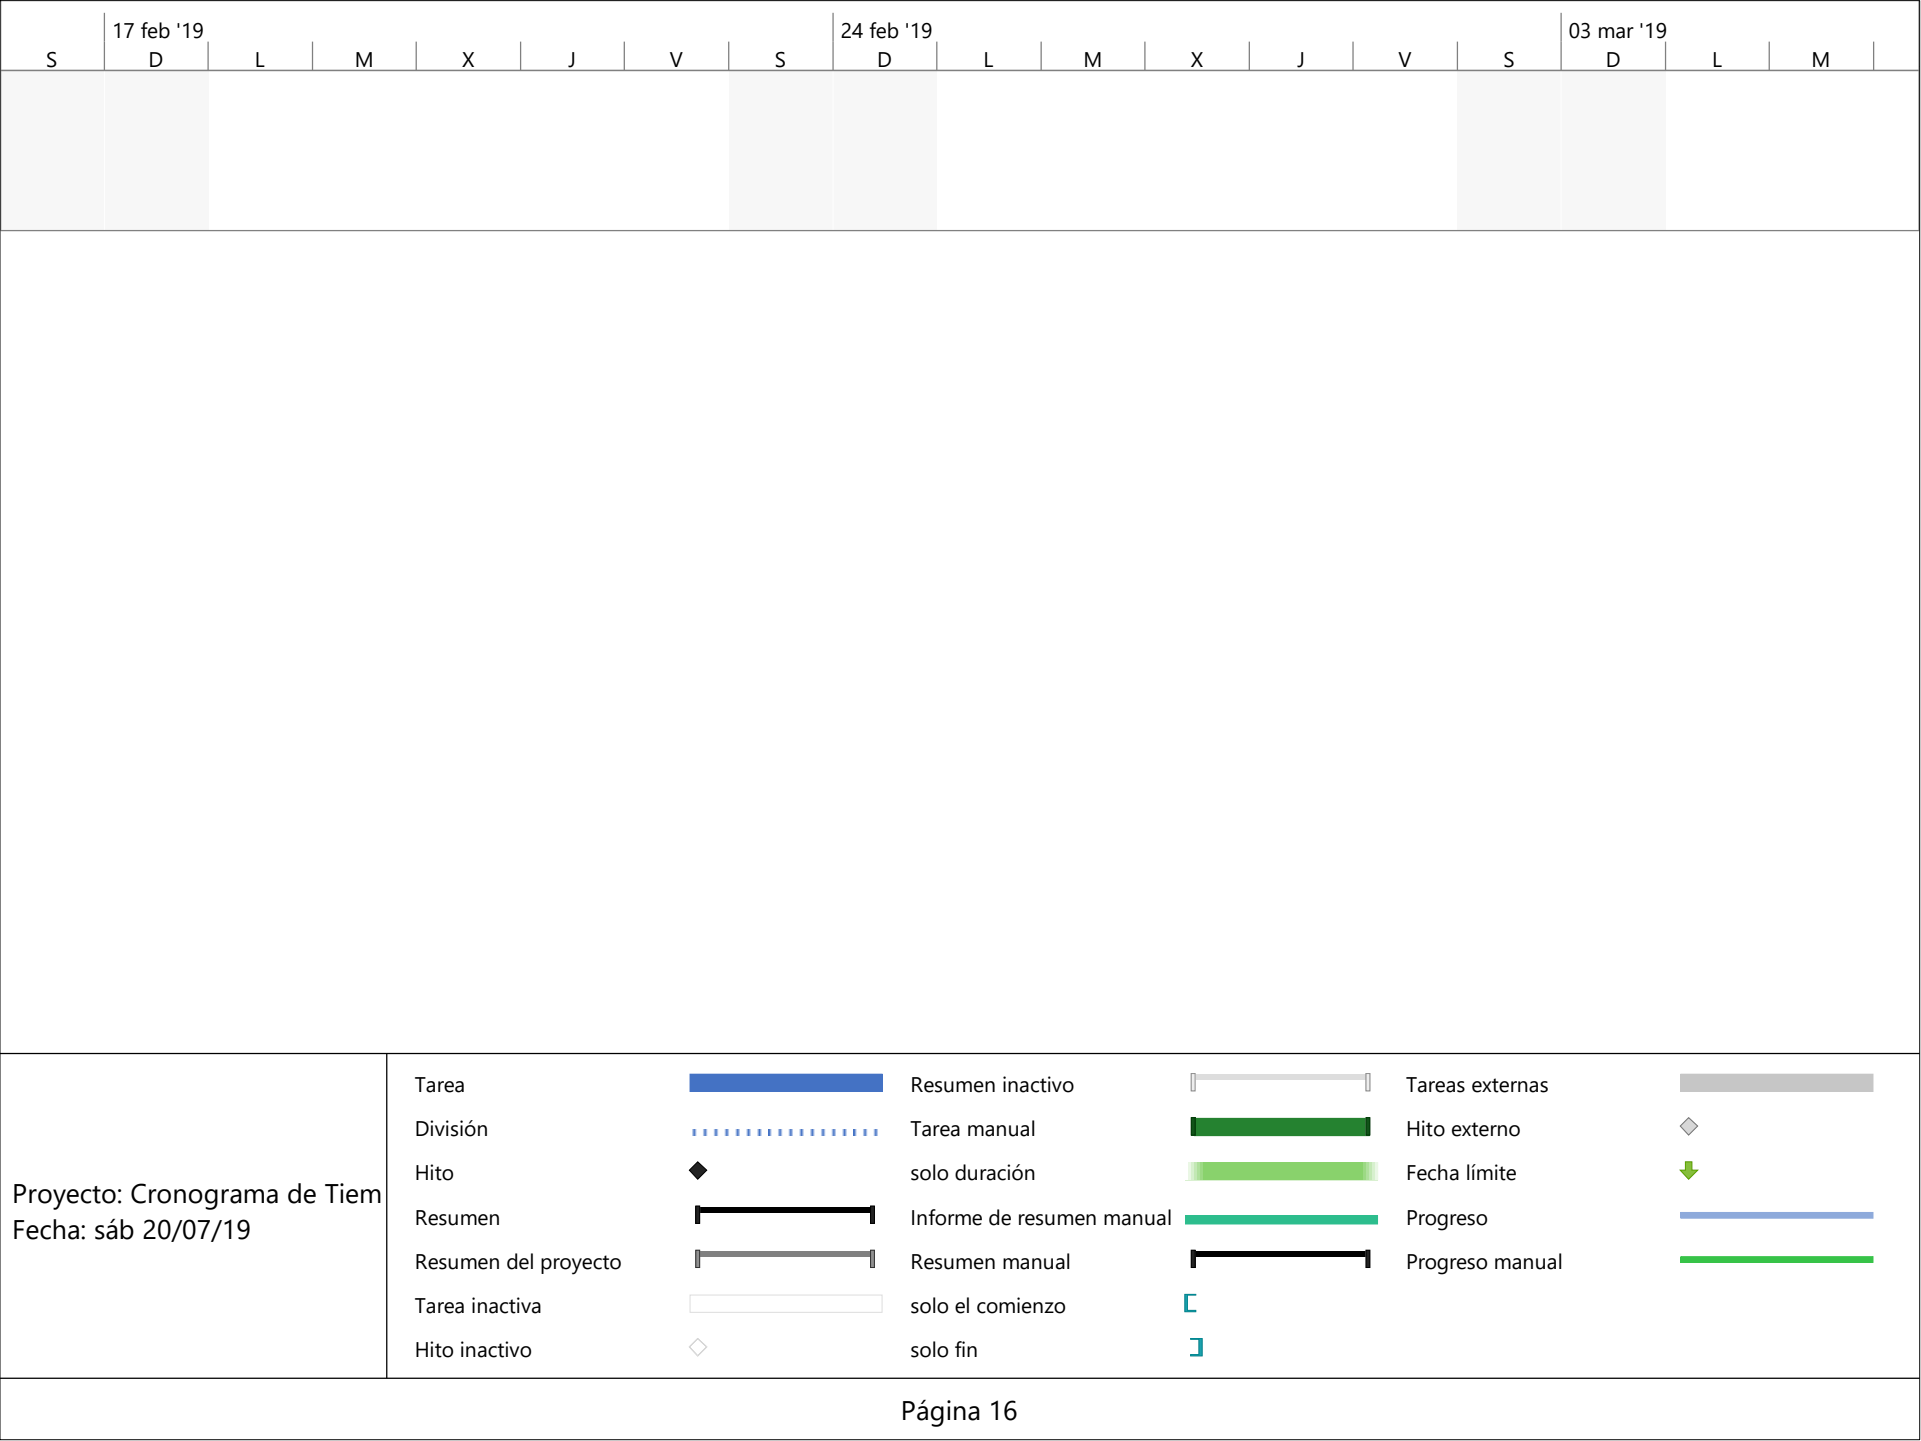 17 feb '19 24 feb '19 03 mar '19
S D L M X J V S D L M X J V S D L M
Tarea Resumen inactivo Tareas externas
División Tarea manual Hito externo
Hito solo duración Fecha límite
Proyecto: Cronograma de Tiem
Resumen Informe de resumen manual Progreso
Fecha: sáb 20/07/19
Resumen del proyecto Resumen manual Progreso manual
Tarea inactiva solo el comienzo
Hito inactivo solo fin
Página 16